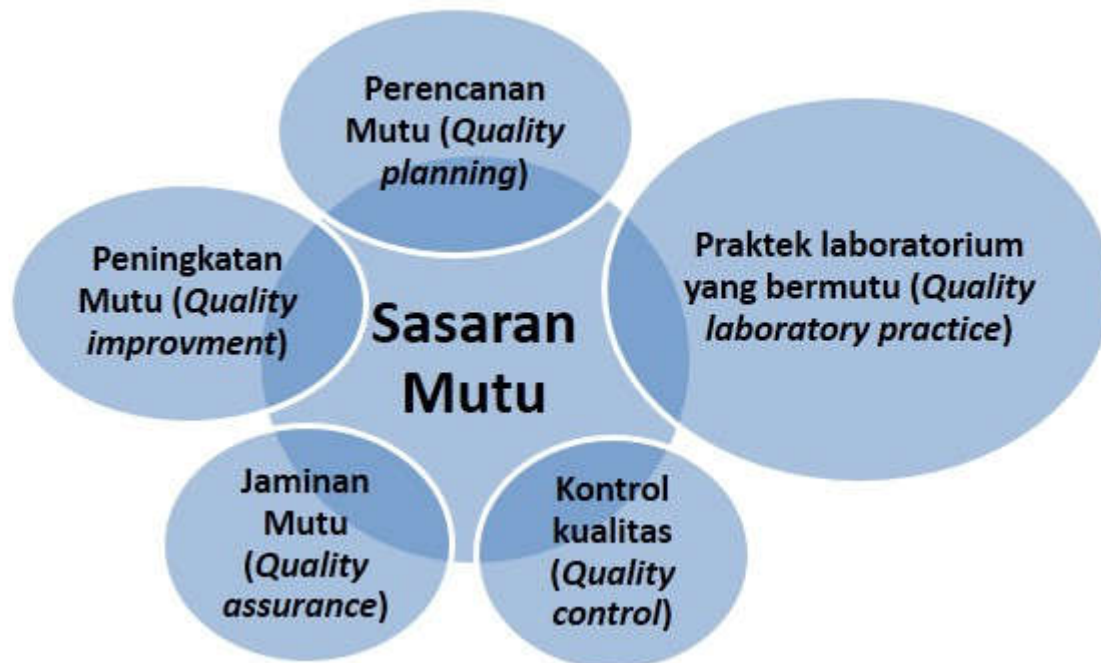 Perencanan
Mutu (Quality
planning)
Praktek laboratorium
yang bermutu (Quality
laboratory practice)
Peningkatan
Mutu (Quality
improvment)
Sasaran
Mutu
Jaminan
Mutu
(Quality
assurance)
Kontrol
kualitas
(Quality
control)